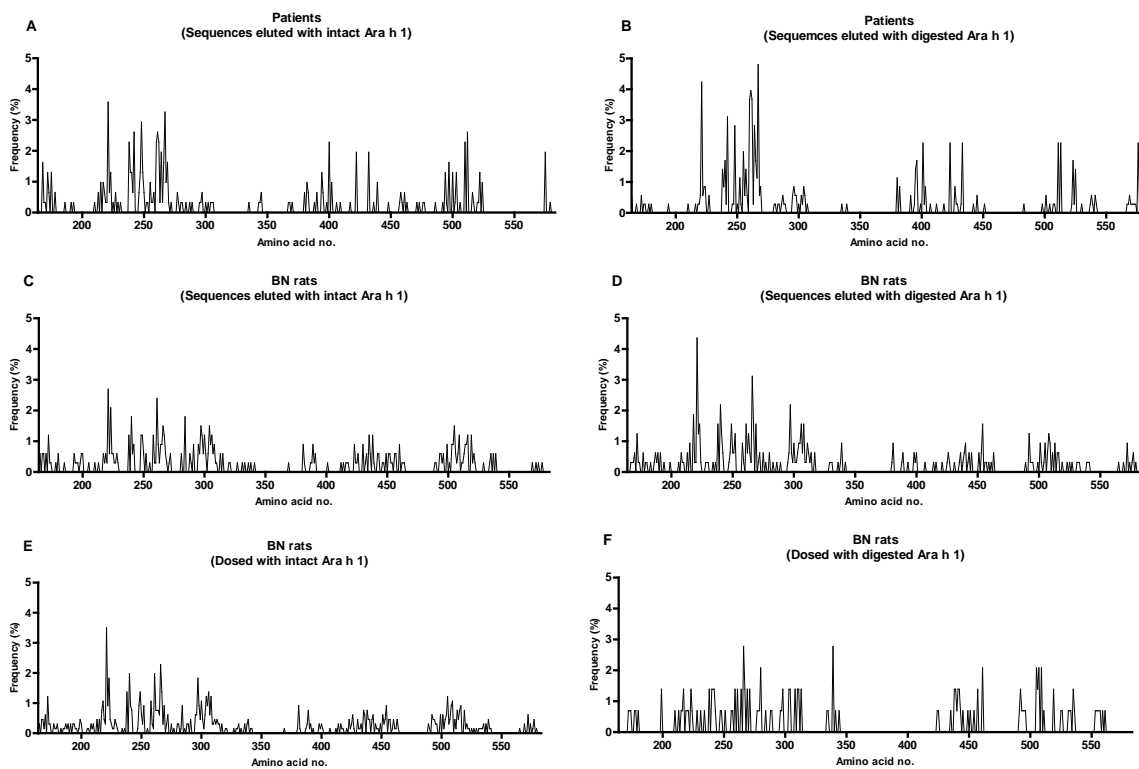 A
Patients
(Sequences eluted with intact Ara h 1)
5
4
3
2
1
0
Frequency (%)
200 250 300 350 400 450 500 550
Amino acid no.
B
Patients
(Sequemces eluted with digested Ara h 1)
5
4
3
2
1
0
Frequency (%)
200 250 300 350 400 450 500 550
Amino acid no.
C
BN rats
(Sequences eluted with intact Ara h 1)
5
4
3
2
1
0
Frequency (%)
200 250 300 350 400 450 500 550
Amino acid no.
D
BN rats
(Sequences eluted with digested Ara h 1)
5
4
3
2
1
0
Frequency (%)
200 250 300 350 400 450 500 550
Amino acid no.
E
BN rats
(Dosed with intact Ara h 1)
5
4
3
2
1
0
Frequency (%)
200 250 300 350 400 450 500 550
Amino acid no.
F
BN rats
(Dosed with digested Ara h 1)
5
4
3
2
1
0
Frequency (%)
200 250 300 350 400 450 500 550
Amino acid no.